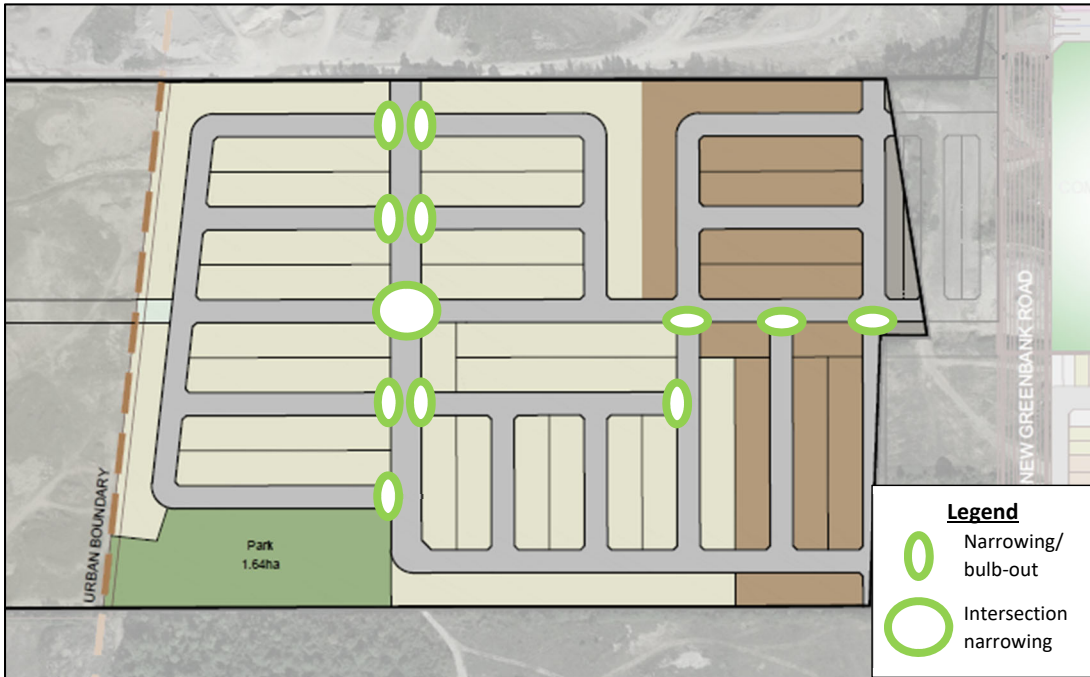 URBAN BOUNDARY
Park
1.64ha
NEW GREENBANK ROAD
Legend
Narrowing/
bulb-out
Intersection
narrowing